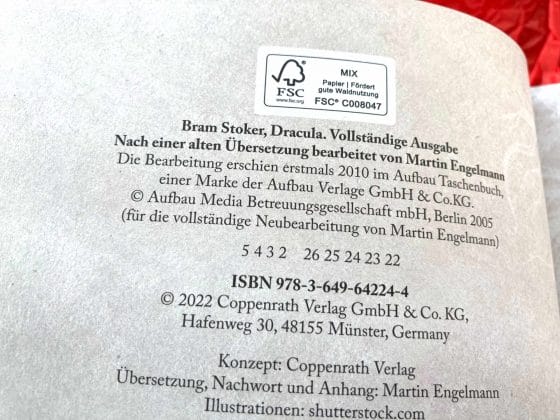 FSC
www.fsc.org
MIX
Papier | Fördert
gute Waldnutzung
FSC® C008047
Bram Stoker, Dracula. Vollständige Ausgabe
Nach einer alten Übersetzung bearbeitet von Martin Engelmann
Die Bearbeitung erschien erstmals 2010 im Aufbau Taschenbuch,
einer Marke der Aufbau Verlage GmbH & Co.KG.
© Aufbau Media Betreuungsgesellschaft mbH, Berlin 2005
(für die vollständige Neubearbeitung von Martin Engelmann)
5 4 3 2 26 25 24 23 22
ISBN 978-3-649-64224-4
© 2022 Coppenrath Verlag GmbH & Co. KG,
Hafenweg 30, 48155 Münster, Germany
Konzept: Coppenrath Verlag
Übersetzung, Nachwort und Anhang: Martin Engelmann
Illustrationen: shutterstock.com